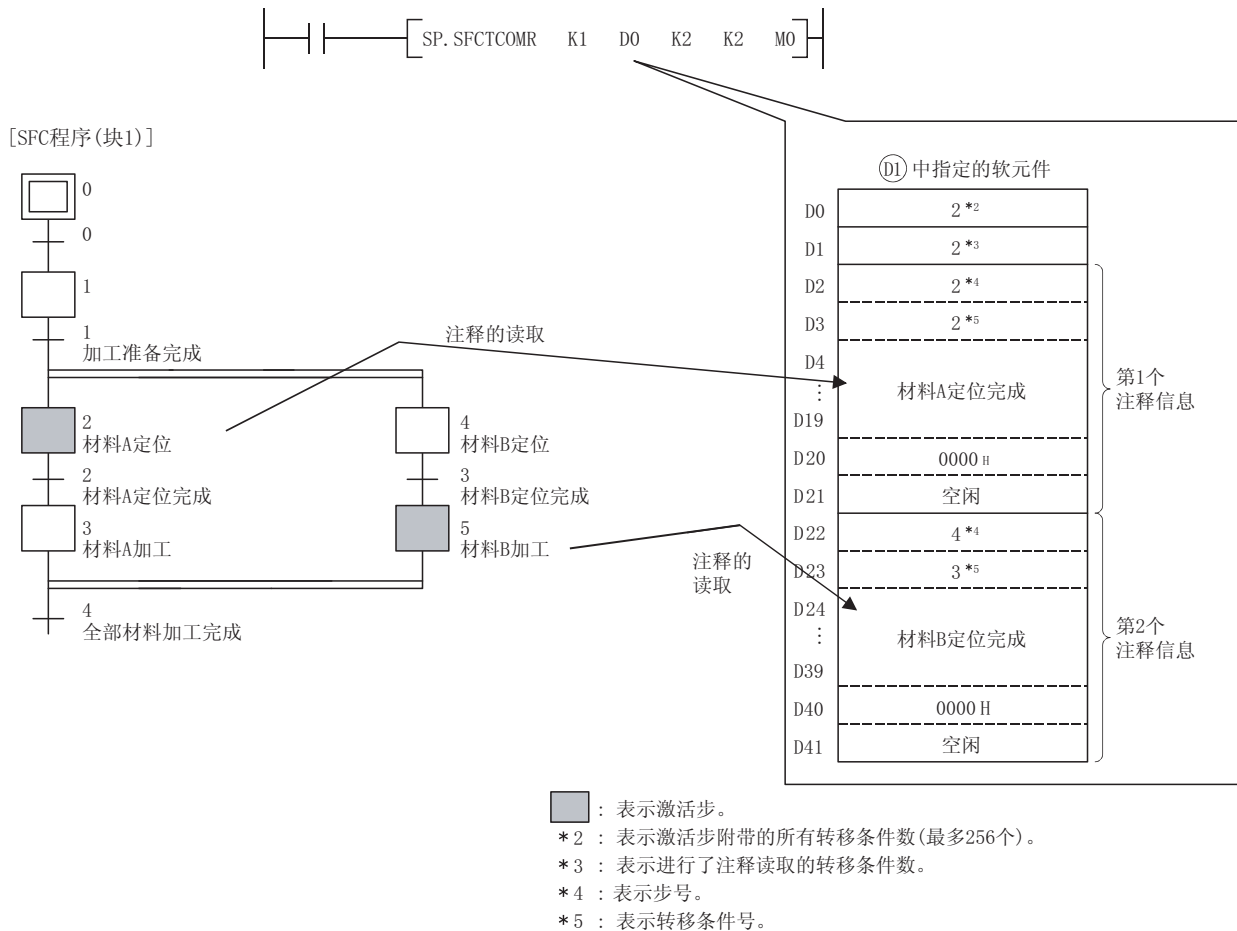 SP.SFCTCOMR K1 D0 K2 K2 M0
[SFC程序(块1)]
0
0
1
1
加工准备完成
2
材料A定位
2
材料A定位完成
3
材料A加工
4
材料B定位
3
材料B定位完成
5
材料B加工
4
全部材料加工完成
注释的读取
注释的
读取
D1 中指定的软元件
D0 2*2
D1 2*3
D2 2*4
D3 2*5
D4
⋮
材料A定位完成
D19
D20 0000 H
D21 空闲
第1个
注释信息
D22 4*4
D23 3*5
D24
⋮
材料B定位完成
D39
D40 0000 H
D41 空闲
第2个
注释信息
: 表示激活步。
*2 : 表示激活步附带的所有转移条件数(最多256个)。
*3 : 表示进行了注释读取的转移条件数。
*4 : 表示步号。
*5 : 表示转移条件号。